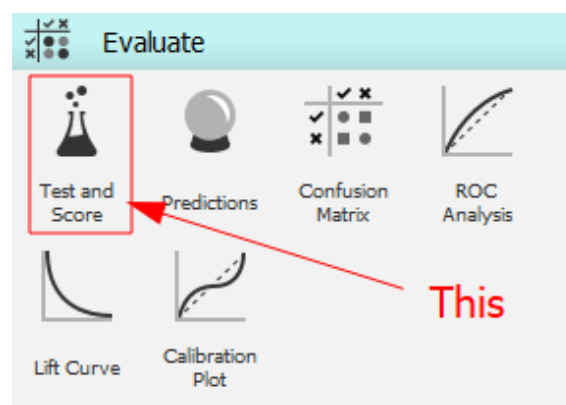 Evaluate
Test and
Score
Predictions
Confusion
Matrix
ROC
Analysis
This
Lift Curve
Calibration
Plot